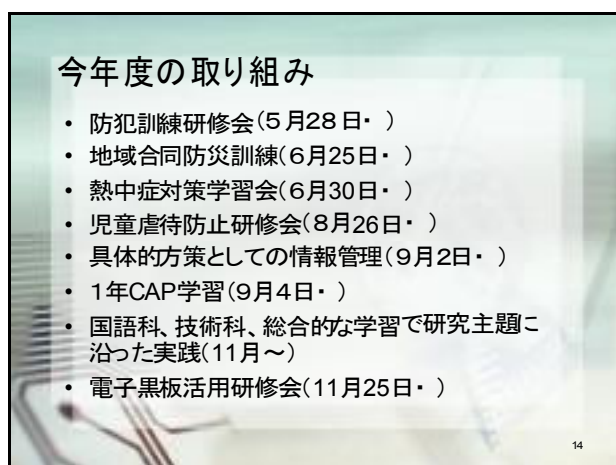 今年度の取り組み
• 防犯訓練研修会(5月28日・ )
• 地域合同防災訓練(6月25日・ )
• 熱中症対策学習会(6月30日・ )
• 児童虐待防止研修会(8月26日・ )
• 具体的方策としての情報管理(9月2日・ )
• 1年CAP学習(9月4日・ )
• 国語科、技術科、総合的な学習で研究主題に
沿った実践(11月～)
• 電子黒板活用研修会(11月25日・ )
14